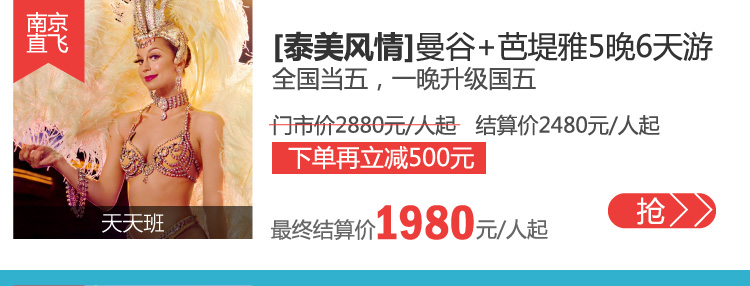 南京
直飞
[泰美风情]曼谷+芭堤雅5晚6天游
全国当五，一晚升级国五
门市价2880元/人起 结算价2480元/人起
下单再立减500元
天天班
最终结算价1980元/人起
抢